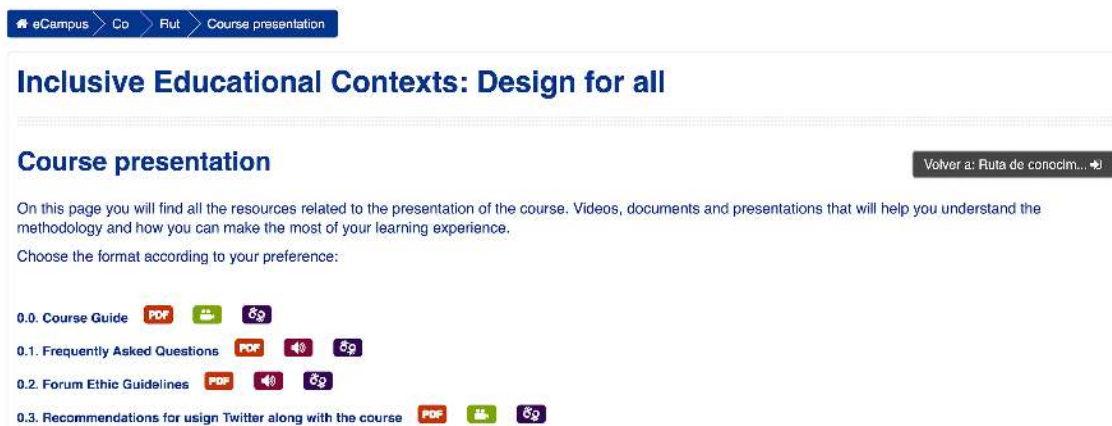 eCampus Co Rut Course presentation
Inclusive Educational Contexts: Design for all
Course presentation
Volver a: Ruta de conocim...
On this page you will find all the resources related to the presentation of the course. Videos, documents and presentations that will help you understand the
methodology and how you can make the most of your learning experience.
Choose the format according to your preference:
0.0. Course Guide PDF
0.1. Frequently Asked Questions PDF
0.2. Forum Ethic Guidelines PDF
0.3. Recommendations for usign Twitter along with the course PDF